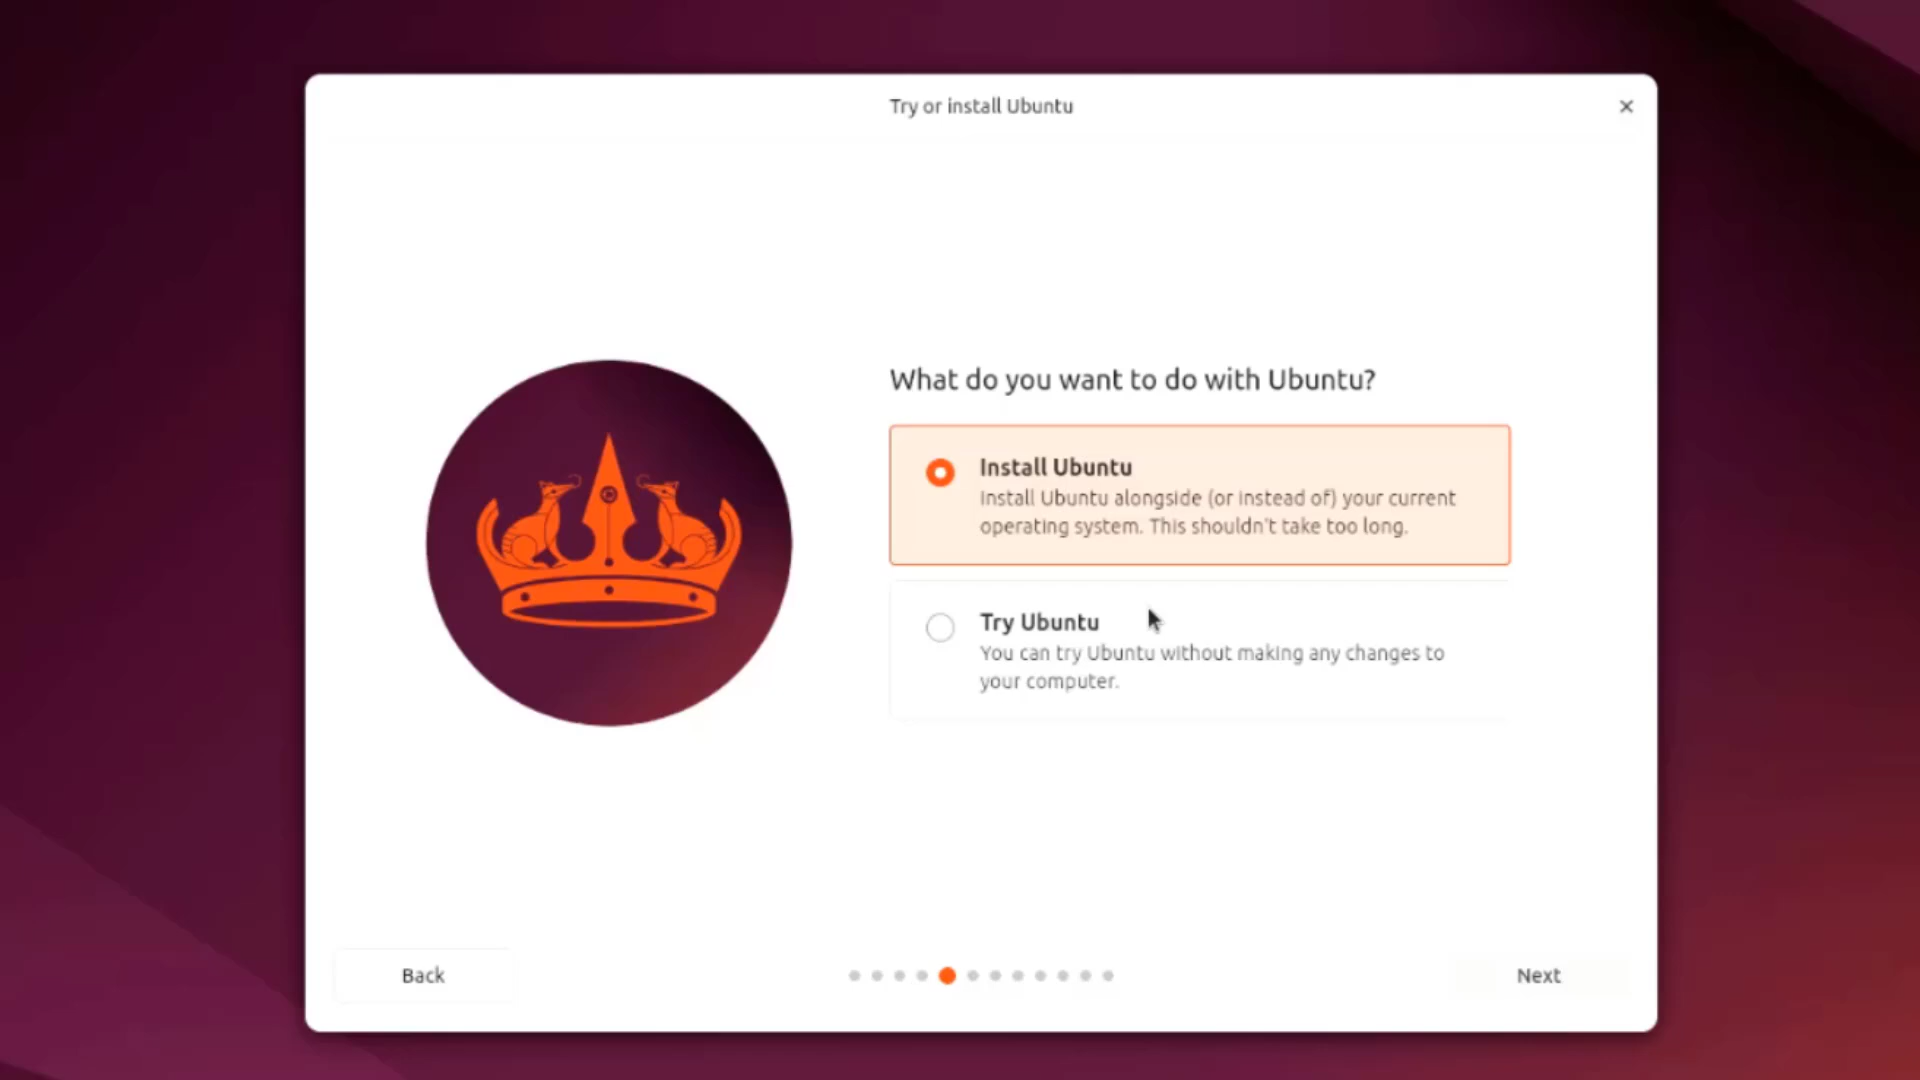 Try or install Ubuntu
What do you want to do with Ubuntu?
Install Ubuntu
Install Ubuntu alongside (or instead of) your current
operating system. This shouldn't take too long.
Try Ubuntu
You can try Ubuntu without making any changes to
your computer.
Back
Next